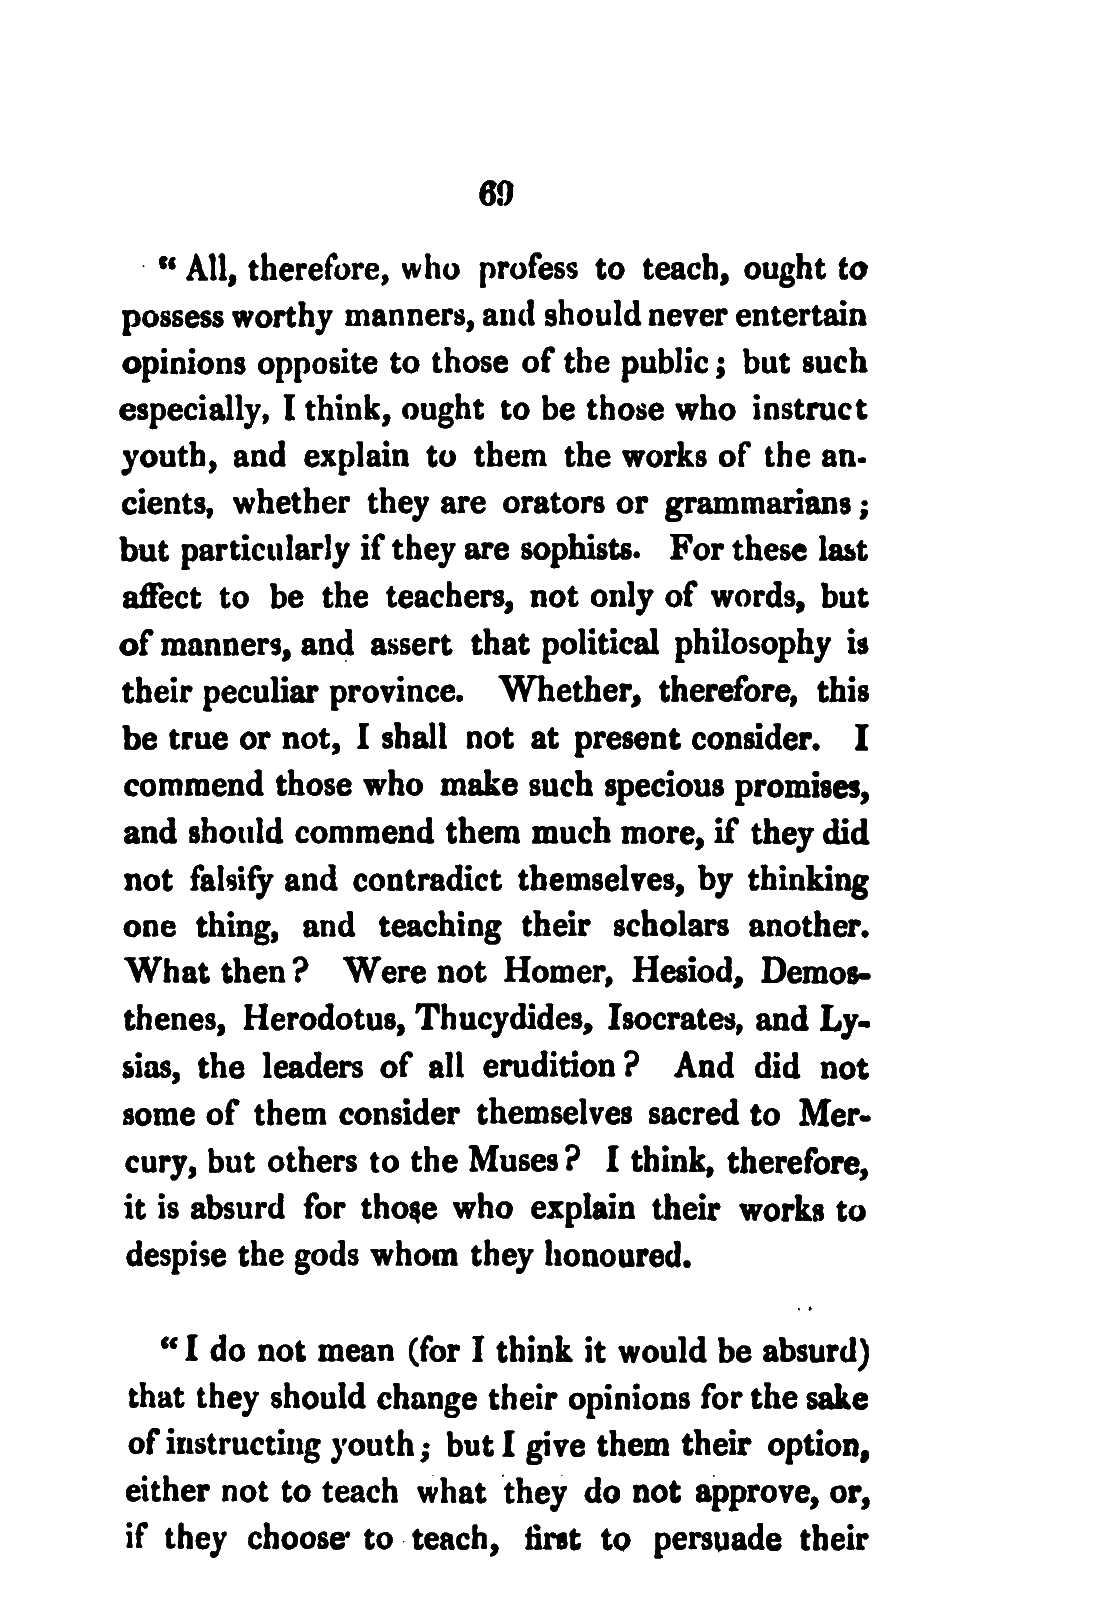 69
“ All, therefore, who profess to teach, ought to
possess worthy manners, and should never entertain
opinions opposite to those of the public; but such
especially, I think, ought to be those who instruct
youth, and explain to them the works of the an-
cients, whether they are orators or grammarians;
but particularly if they are sophists. For these last
affect to be the teachers, not only of words, but
of manners, and assert that political philosophy is
their peculiar province. Whether, therefore, this
be true or not, I shall not at present consider. I
commend those who make such specious promises,
and should commend them much more, if they did
not falsify and contradict themselves, by thinking
one thing, and teaching their scholars another.
What then? Were not Homer, Hesiod, Demos-
thenes, Herodotus, Thucydides, Isocrates, and Ly-
sias, the leaders of all erudition? And did not
some of them consider themselves sacred to Mer-
cury, but others to the Muses? I think, therefore,
it is absurd for those who explain their works to
despise the gods whom they honoured.
“ I do not mean (for I think it would be absurd)
that they should change their opinions for the sake
of instructing youth; but I give them their option,
either not to teach what they do not approve, or,
if they choose to teach, first to persuade their